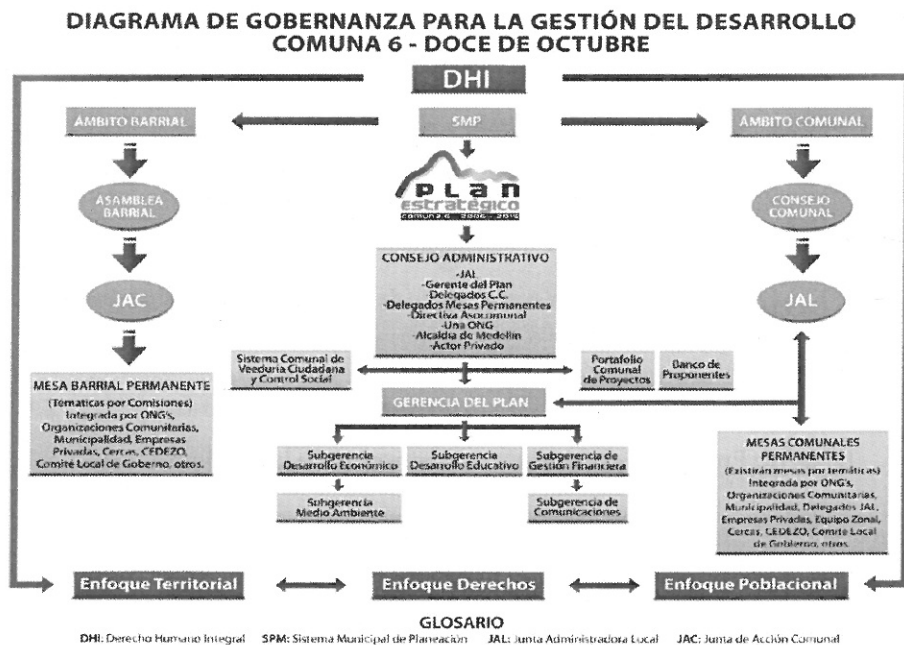 DIAGRAMA DE GOBERNANZA PARA LA GESTIÓN DEL DESARROLLO
COMUNA 6 - DOCE DE OCTUBRE
DHI
ÁMBITO BARRIAL
SMP
ÁMBITO COMUNAL
ASAMBLEA
BARRIAL
PLAN
estratégico
COMUNA 6 - 2006 - 2015
CONSEJO
COMUNAL
JAC
CONSEJO ADMINISTRATIVO
-JAL
-Gerente del Plan
Delegados C.C.
-Delegados Mesas Permanentes
-Directiva Asocomunal
-Una ONG
-Alcaldía de Medellín
-Actor Privado
JAL
Sistema Comunal de
Veeduría Ciudadana
y Control Social
Portafolio
Comunal
de Proyectos
Banco de
Proponentes
MESA BARRIAL PERMANENTE
(Temáticas por Comisiones)
Integrada por ONG's,
Organizaciones Comunitarias,
Municipalidad, Empresas
Privadas, Cercas, CEDEZO,
Comité Local de Goberno, otros.
GERENCIA DEL PLAN
Subgerencia
Desarrollo Económico
Subgerencia
Desarrollo Educativo
Subgerencia de
Gestión Financiera
Subgerencia
Medio Ambiente
Subgerencia de
Comunicaciones
MESAS COMUNALES
PERMANENTES
(Existirán mesas por temáticas)
Integrada por ONG's,
Organizaciones Comunitarias,
Municipalidad, Delegados JAL,
Empresas Privadas, Equipo Zonal,
Cercas, CEDEZO, Comité Local
de Gobierno, otros.
Enfoque Territorial
Enfoque Derechos
Enfoque Poblacional
GLOSARIO
DHI: Derecho Humano Integral SPM: Sistema Municipal de Planeación JAL: Junta Administradora Local JAC: Junta de Acción Comunal